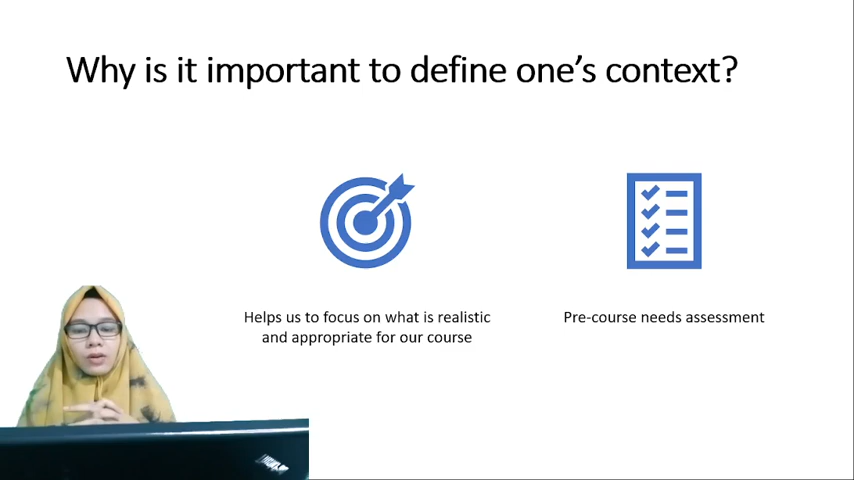 Why is it important to define one's context?
Helps us to focus on what is realistic
and appropriate for our course
Pre-course needs assessment